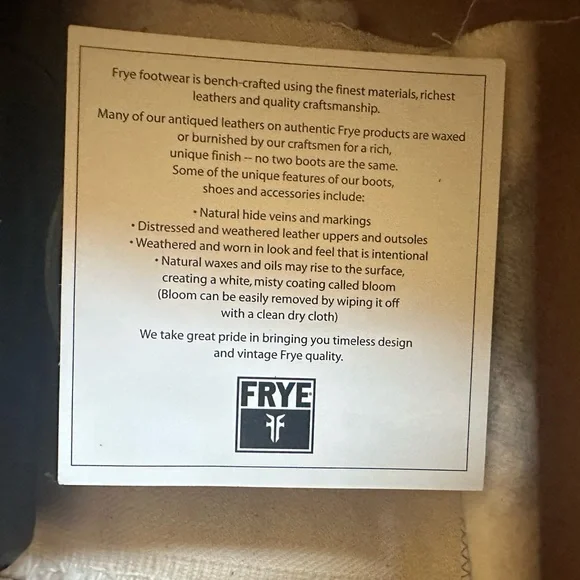 Frye footwear is bench-crafted using the finest materials, richest
leathers and quality craftsmanship.
Many of our antiqued leathers on authentic Frye products are waxed
or burnished by our craftsmen for a rich,
unique finish -- no two boots are the same.
Some of the unique features of our boots,
shoes and accessories include:
• Natural hide veins and markings
• Distressed and weathered leather uppers and outsoles
• Weathered and worn in look and feel that is intentional
• Natural waxes and oils may rise to the surface,
creating a white, misty coating called bloom
(Bloom can be easily removed by wiping it off
with a clean dry cloth)
We take great pride in bringing you timeless design
and vintage Frye quality.
FRYE